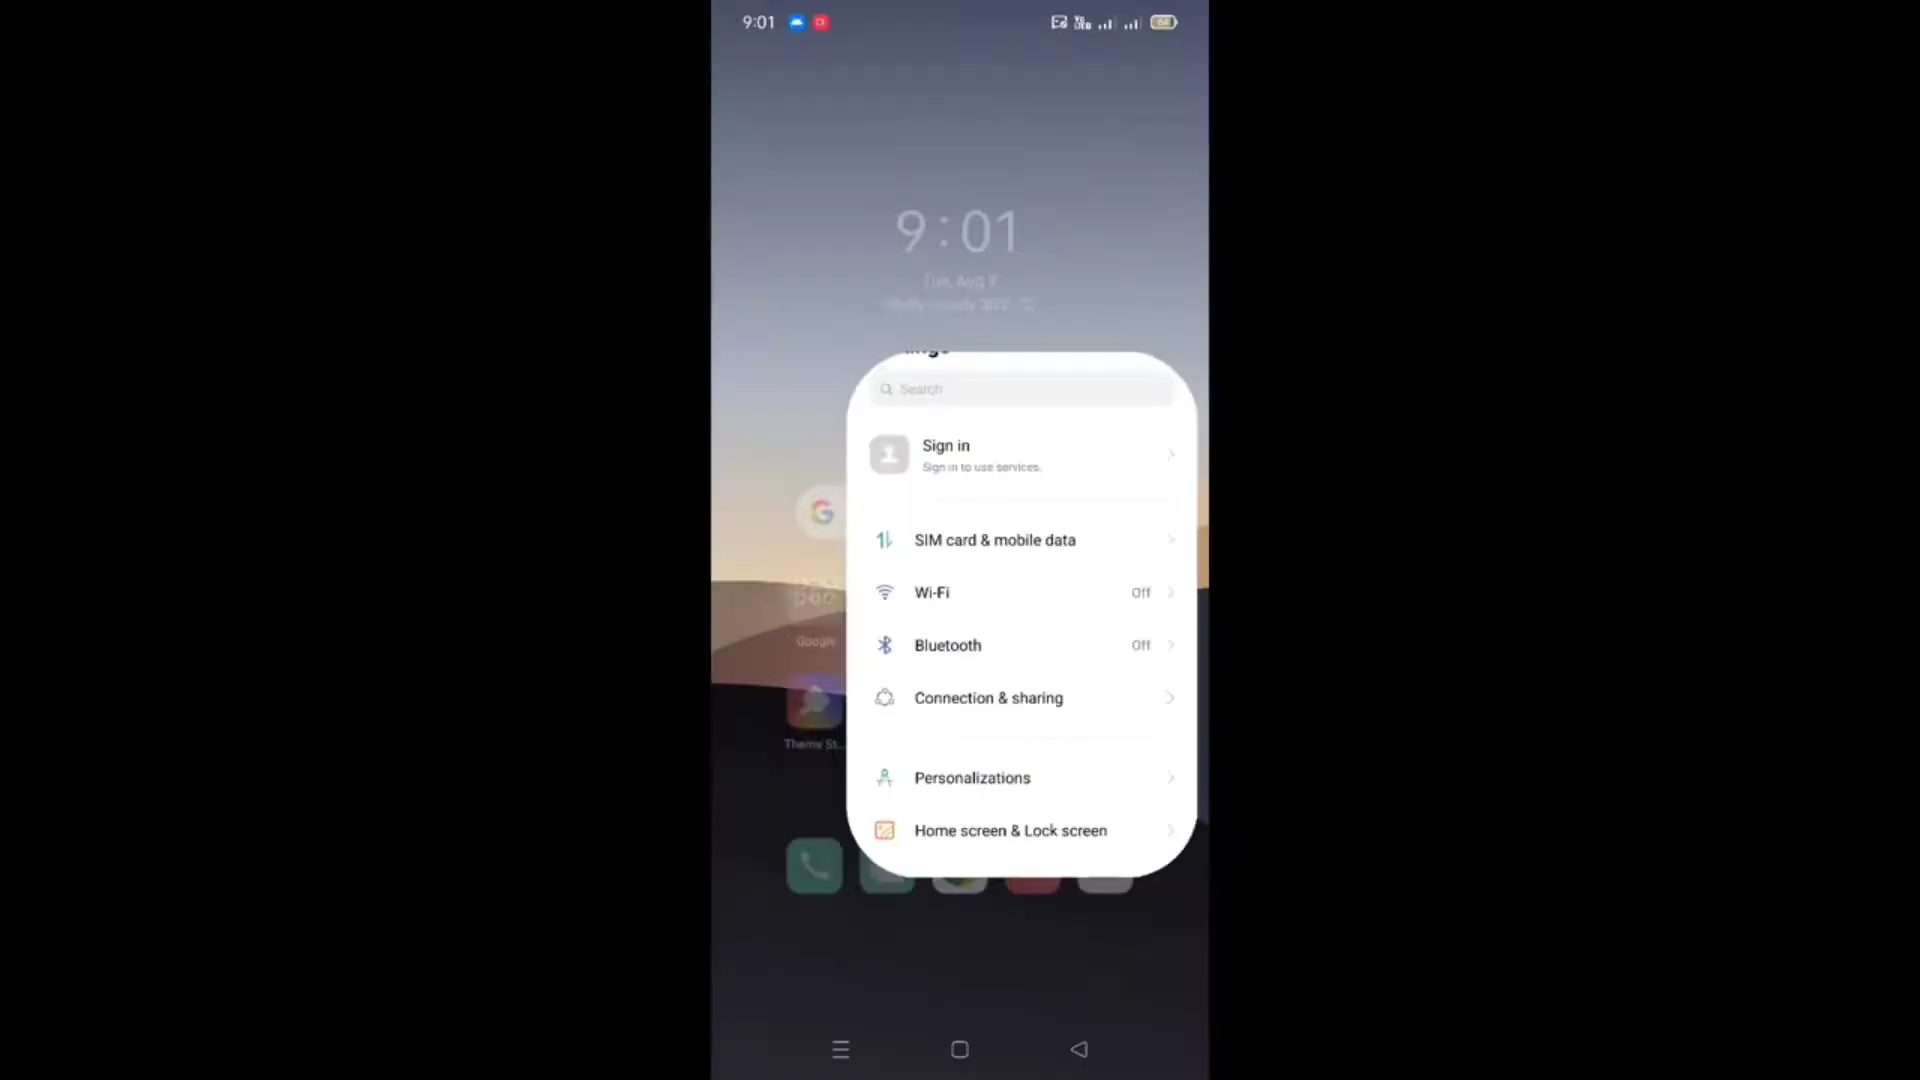 9:01
9:01
Tue, Aug 9
Search
Sign in
Sign in to use services.
SIM card & mobile data
Wi-Fi Off
Bluetooth Off
Google
Connection & sharing
Theme St...
Personalizations
Home screen & Lock screen